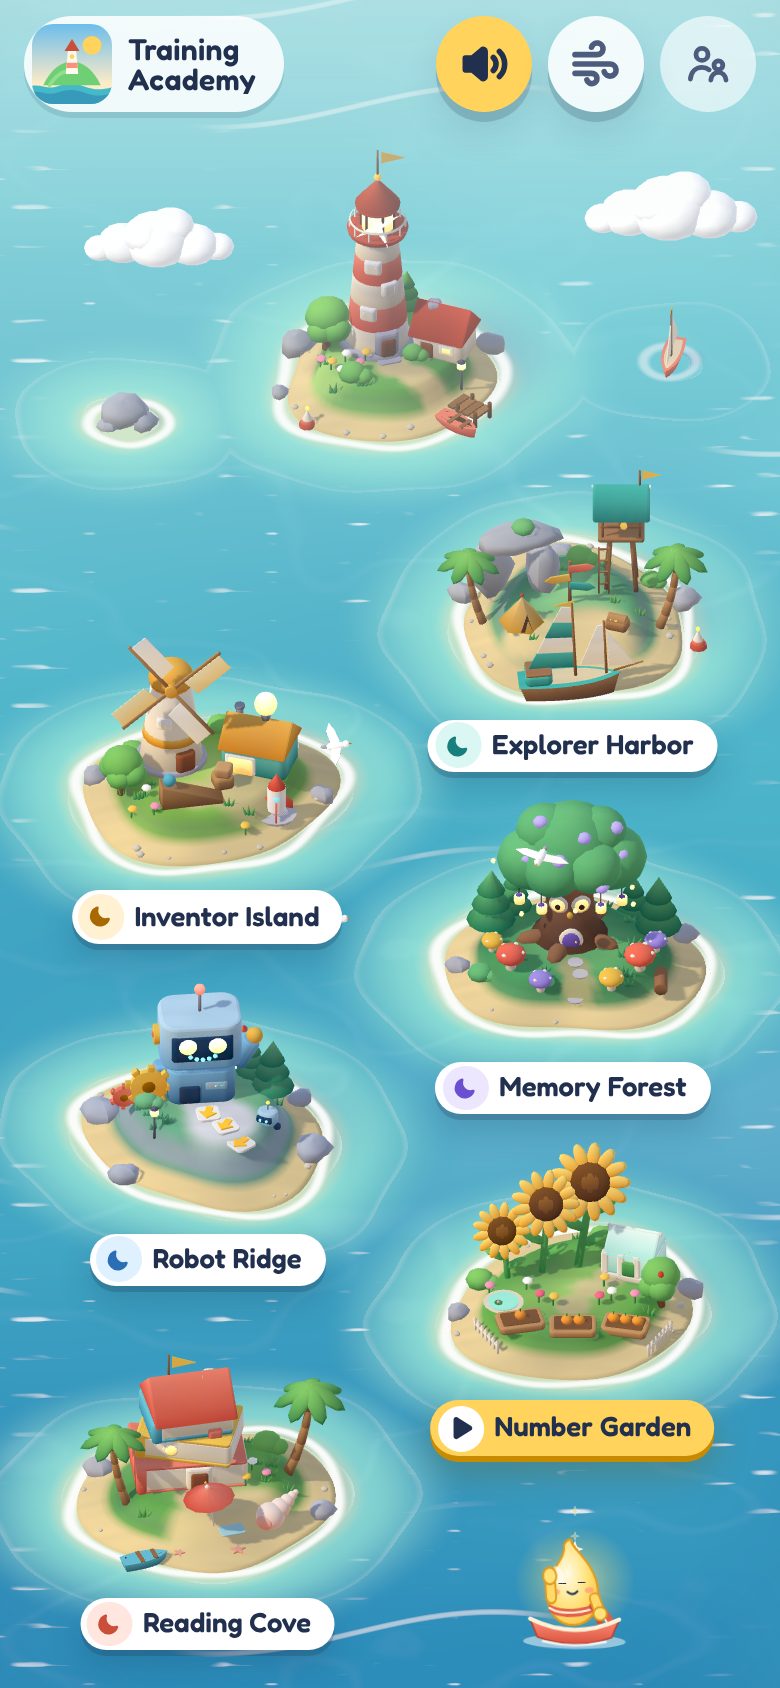 Training
Academy
Explorer Harbor
Inventor Island
Memory Forest
Robot Ridge
Number Garden
Reading Cove